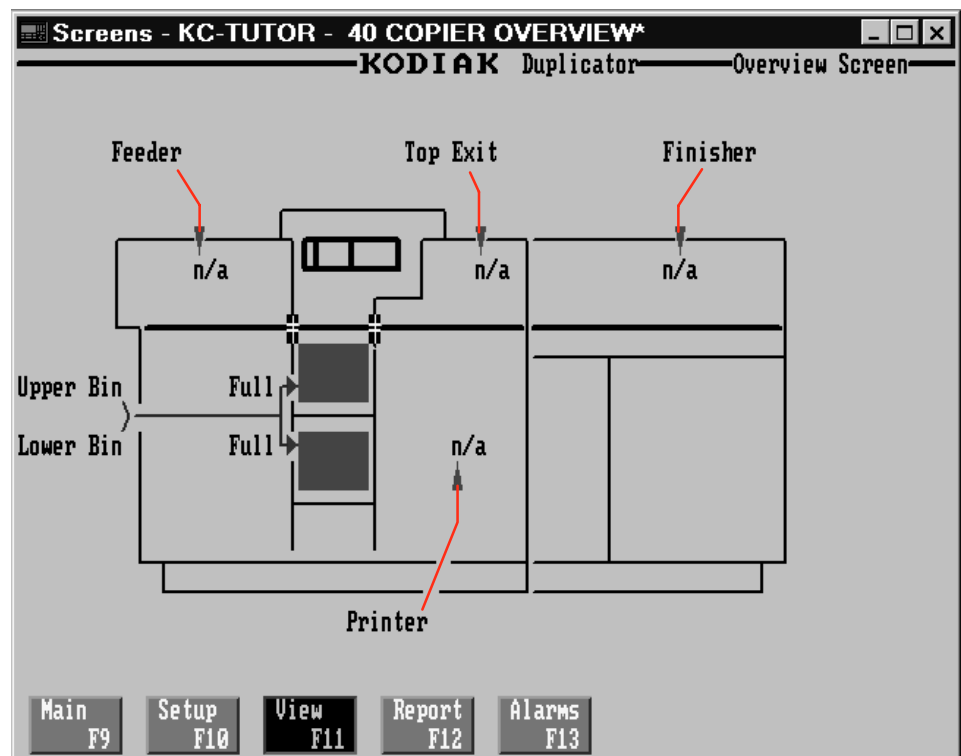 Screens - KC-TUTOR - 40 COPIER OVERVIEW*
KODIAK Duplicator Overview Screen
Feeder Top Exit Finisher
n/a n/a n/a
Upper Bin Full
Lower Bin Full n/a
Printer
Main Setup View Report Alarms
F9 F10 F11 F12 F13